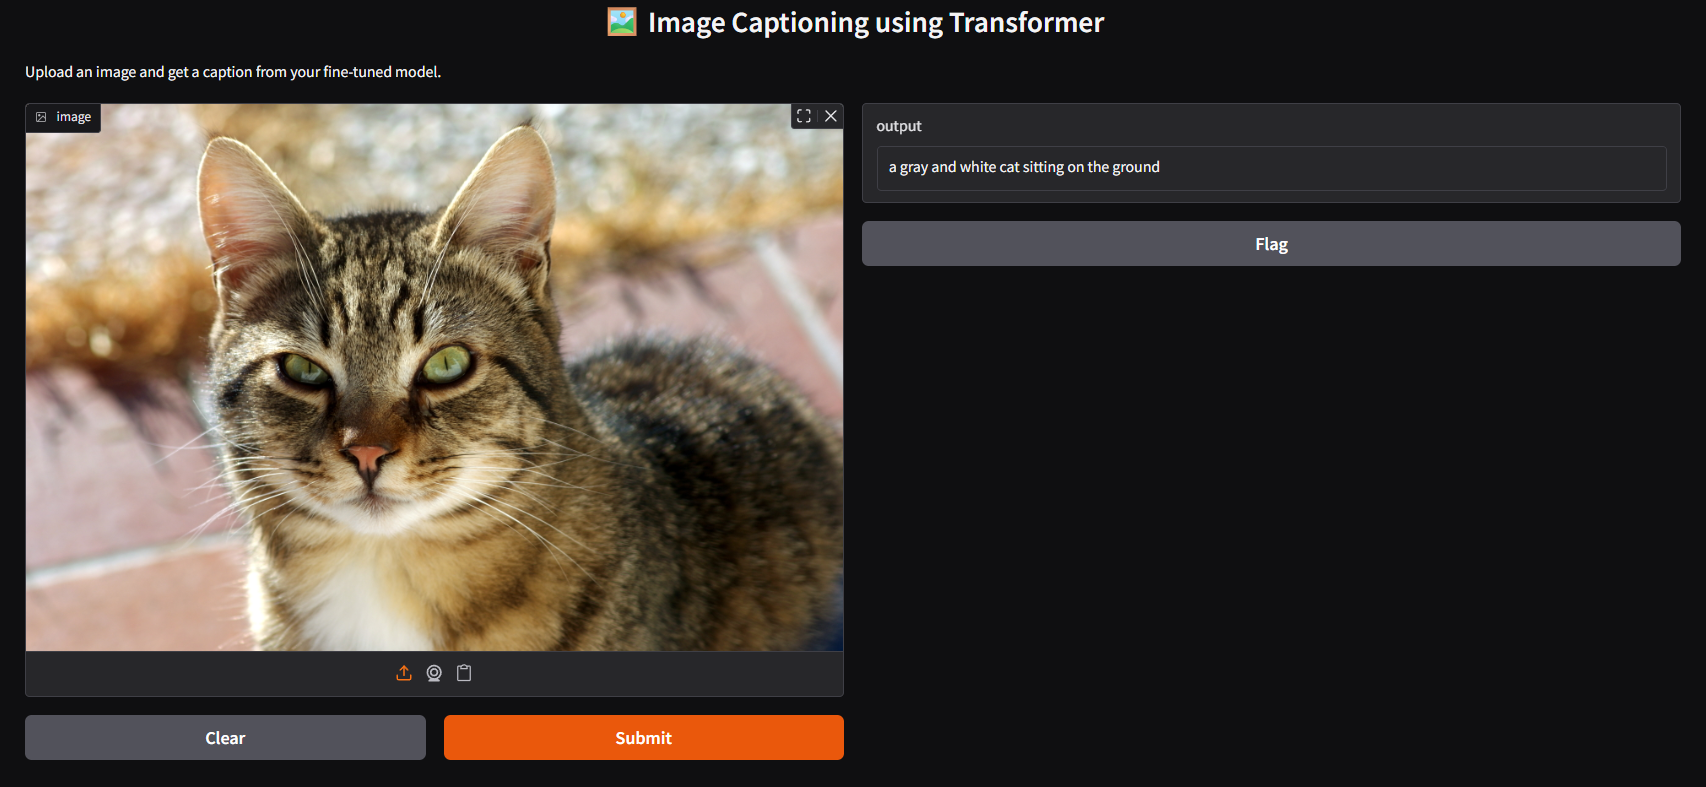 Image Captioning using Transformer
Upload an image and get a caption from your fine-tuned model.
image
output
a gray and white cat sitting on the ground
Flag
Clear
Submit